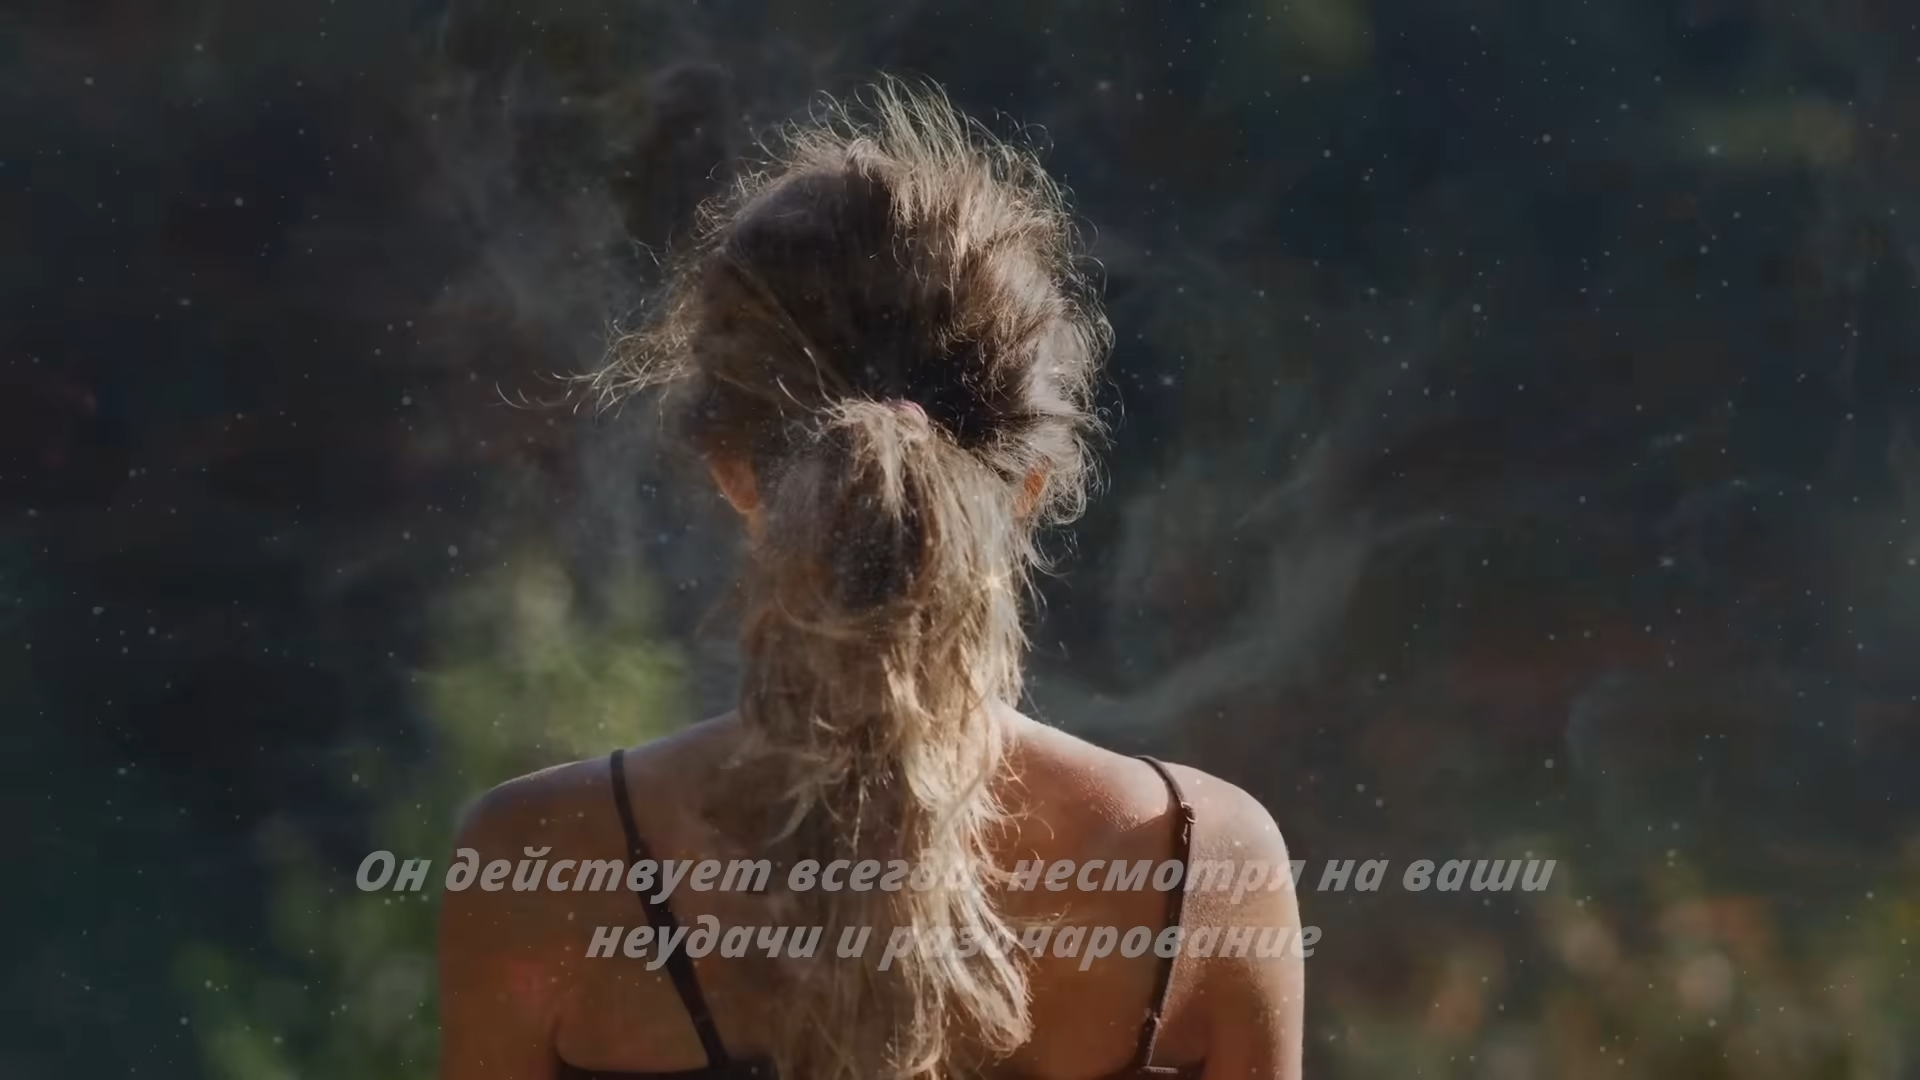 Он действует всегда, несмотря на ваши
неудачи и разочарование